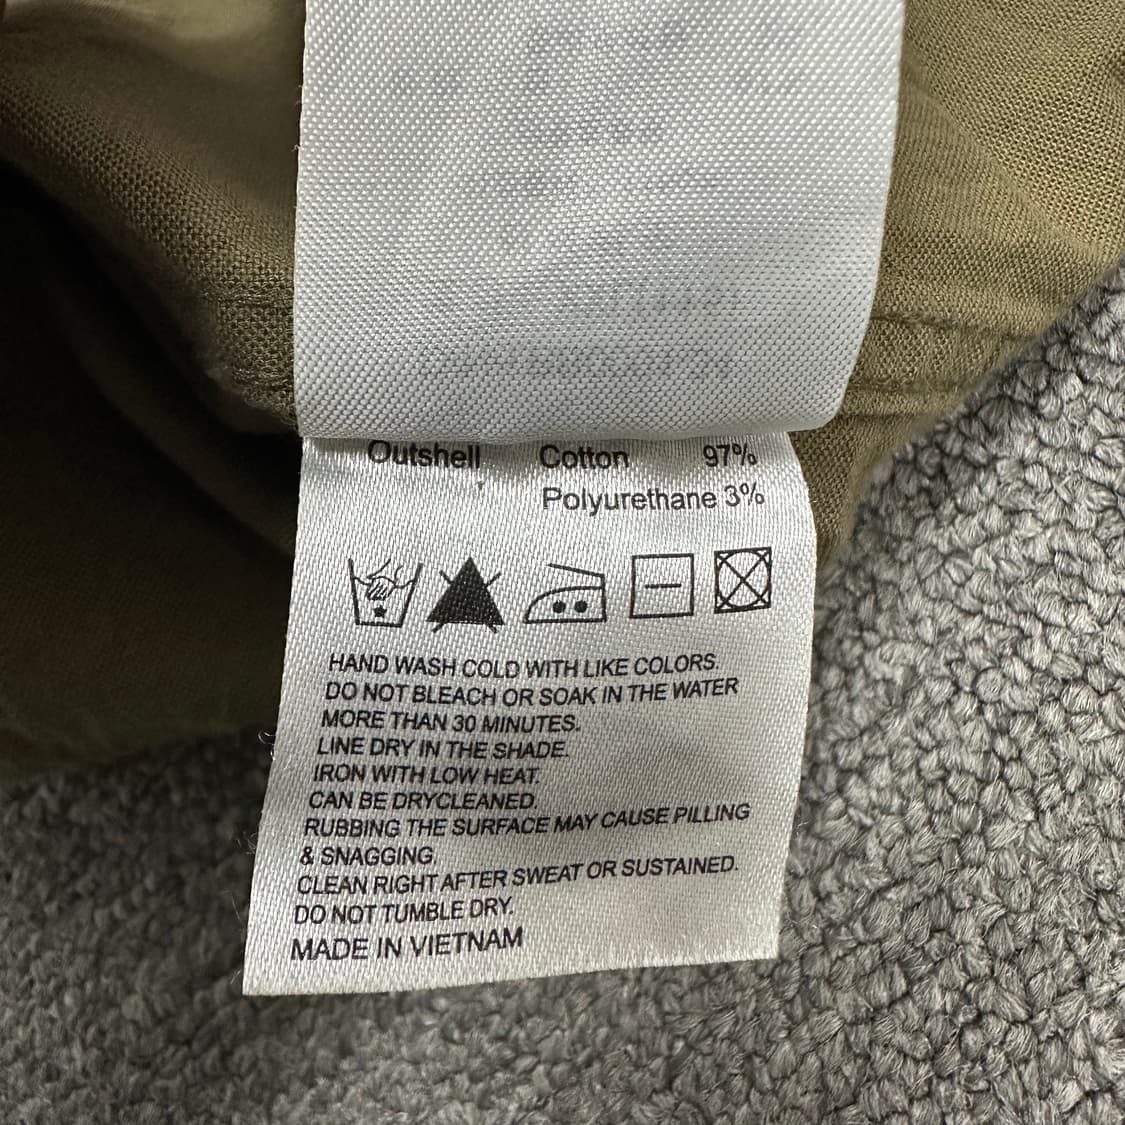 Outshell Cotton 97%
Polyurethane 3%
HAND WASH COLD WITH LIKE COLORS.
DO NOT BLEACH OR SOAK IN THE WATER
MORE THAN 30 MINUTES.
LINE DRY IN THE SHADE.
IRON WITH LOW HEAT.
CAN BE DRYCLEANED.
RUBBING THE SURFACE MAY CAUSE PILLING
& SNAGGING.
CLEAN RIGHT AFTER SWEAT OR SUSTAINED.
DO NOT TUMBLE DRY.
MADE IN VIETNAM